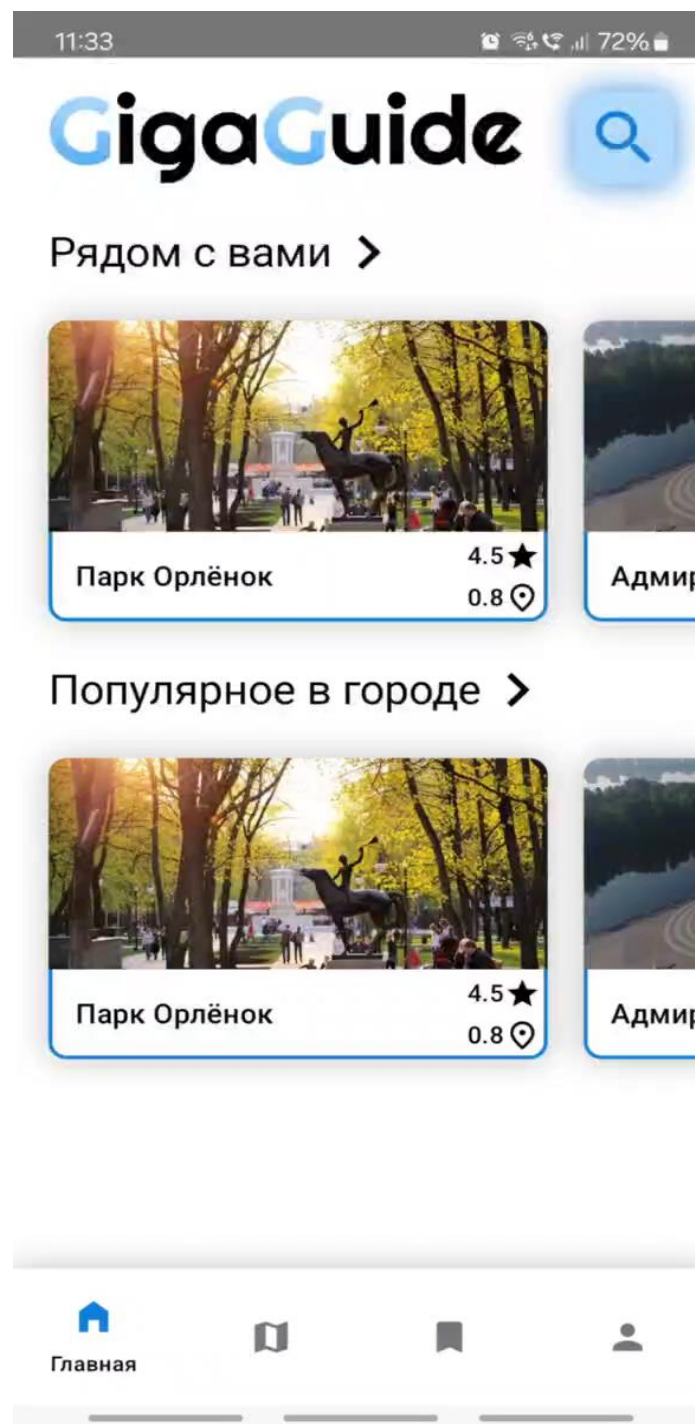 11:33
72%
GigaGuide
Рядом с вами
4.5
Парк Орлёнок
0.8
Популярное в городе
4.5
Парк Орлёнок
0.8
Главная